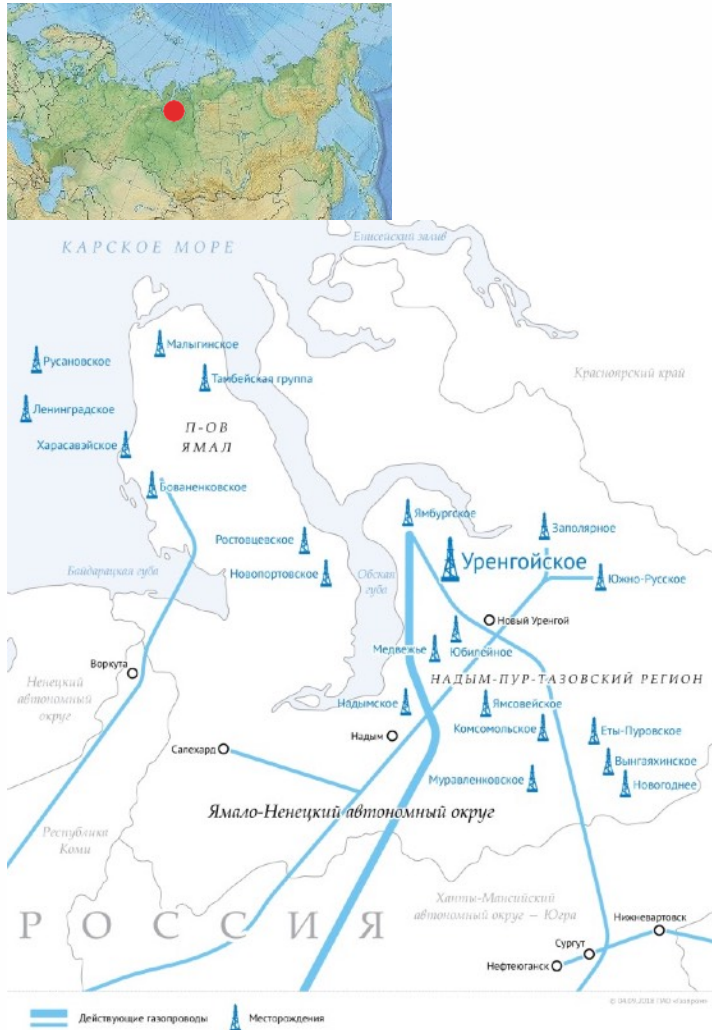 КАРСКОЕ МОРЕ
Енисейский залив
Малыгинское
Русановское
Тамбейская группа
Красноярский край
Ленинградское
П-ОВ
ЯМАЛ
Харасавэйское
Бованенковское
Ямбургское
Заполярное
Ростовцевское
Уренгойское
Байдарацкая губа
Новопортовское
Обская
губа
Южно-Русское
Новый Уренгой
Медвежье
Юбилейное
Воркута
НАДЫМ-ПУР-ТАЗОВСКИЙ РЕГИОН
Ненецкий
автономный
округ
Надымское
Ямсовейское
Комсомольское
Еты-Пуровское
Надым
Салехард
Вынгаяхинское
Муравленковское
Новогоднее
Ямало-Ненецкий автономный округ
Республика
Коми
Ханты-Мансийский
автономный округ — Югра
РОССИЯ
Нижневартовск
Сургут
Нефтеюганск
© 04.09.2018 ПАО «Газпром»
Действующие газопроводы
Месторождения